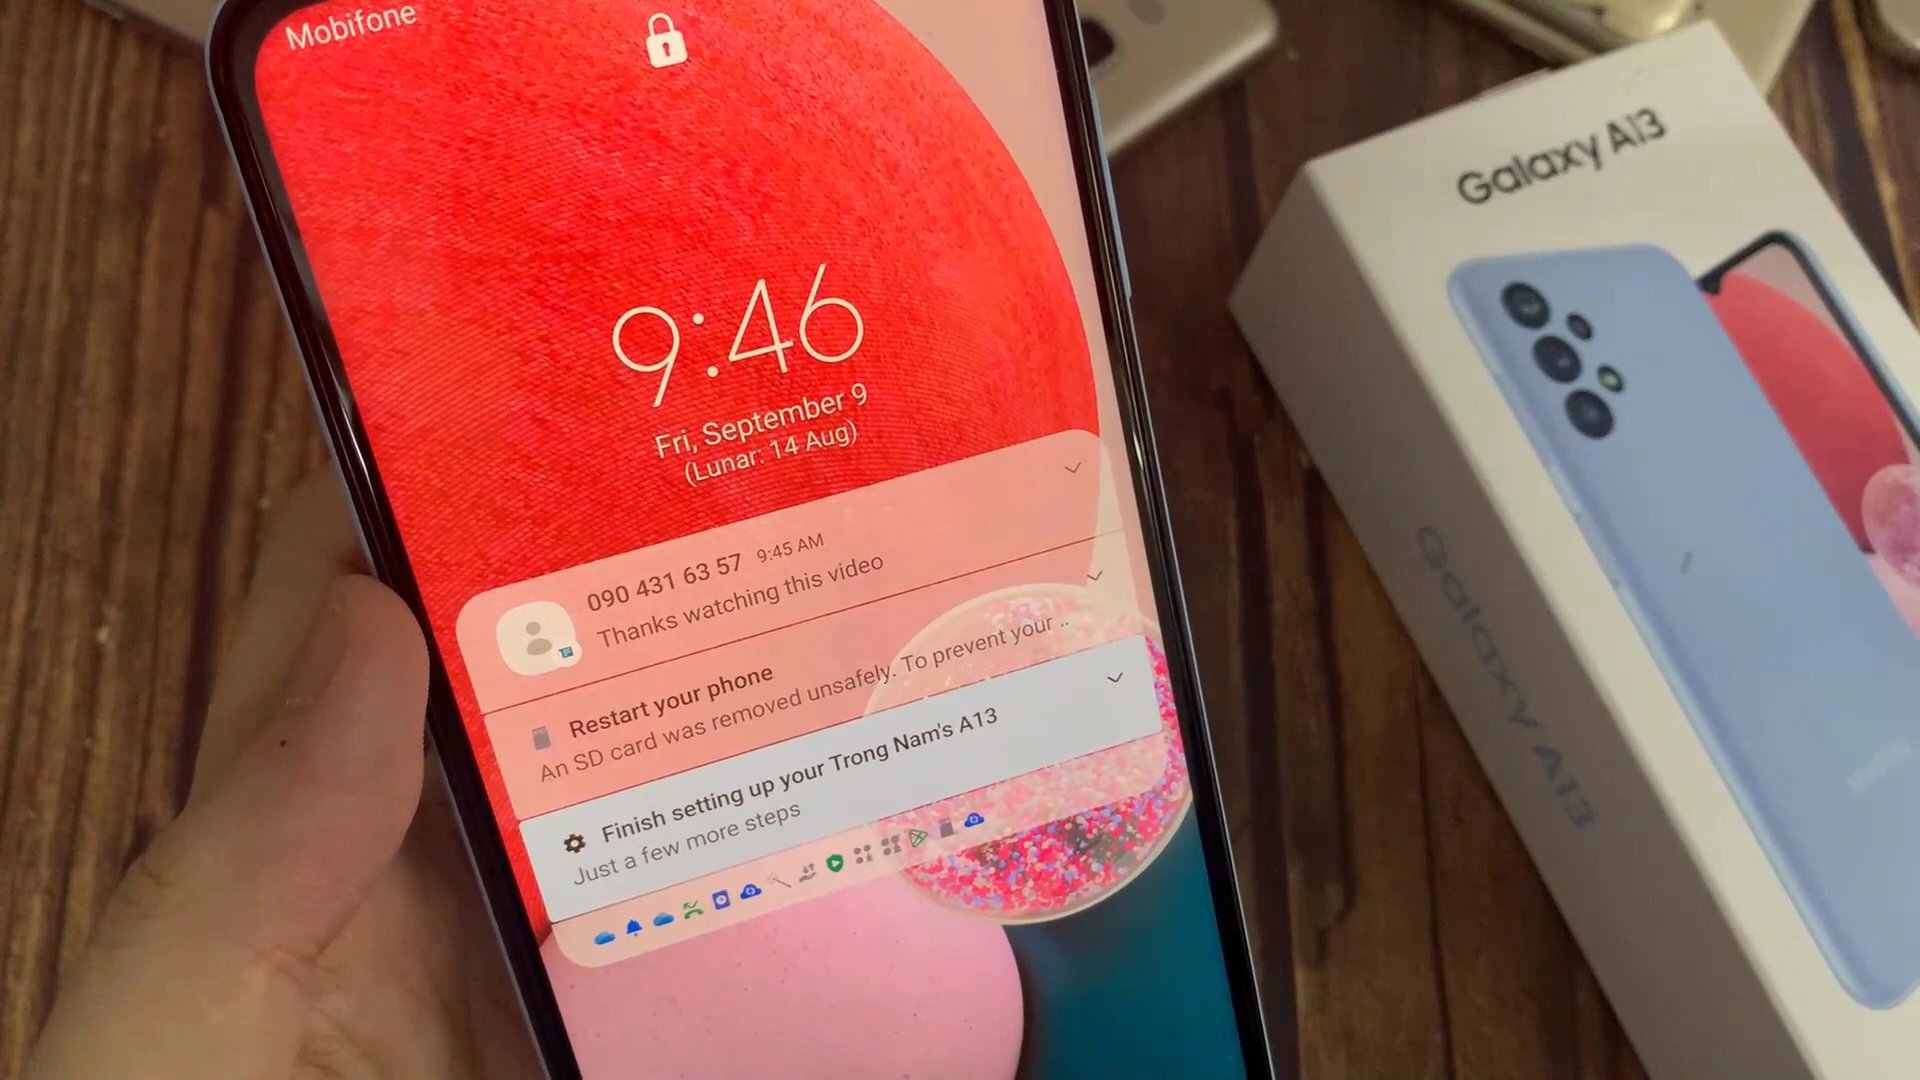 Mobifone
9:46
Fri, September 9
(Lunar: 14 Aug)
090 431 63 57 9:45 AM
Thanks watching this video
Restart your phone
An SD card was removed unsafely. To prevent your ..
Finish setting up your Trong Nam's A13
Just a few more steps
Galaxy A13
Galaxy A13